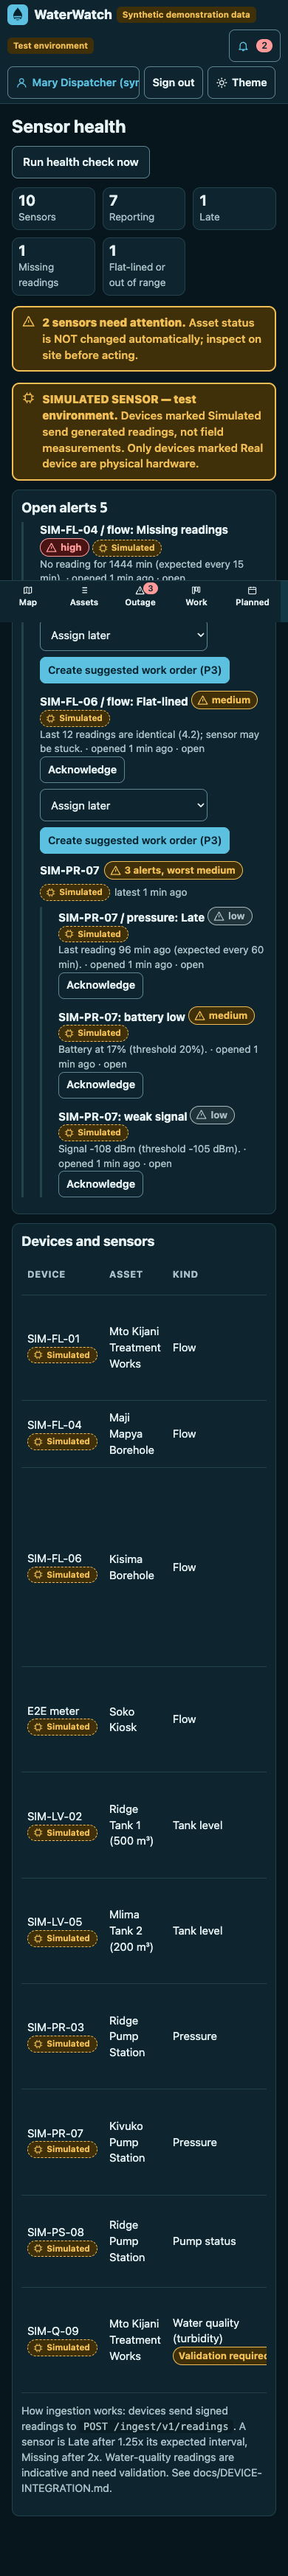 WaterWatch
Synthetic demonstration data
Test environment
2
Mary Dispatcher (syn
Sign out
Theme
Sensor health
Run health check now
10
Sensors
7
Reporting
1
Late
1
Missing
readings
1
Flat-lined or
out of range
2 sensors need attention. Asset status
is NOT changed automatically; inspect on
site before acting.
SIMULATED SENSOR — test
environment. Devices marked Simulated
send generated readings, not field
measurements. Only devices marked Real
device are physical hardware.
Open alerts 5
SIM-FL-04 / flow: Missing readings
high
Simulated
No reading for 1444 min (expected every 15
min). · opened 1 min ago · open
Map
Assets
3
Outage
Work
Planned
Assign later
Create suggested work order (P3)
SIM-FL-06 / flow: Flat-lined
medium
Simulated
Last 12 readings are identical (4.2); sensor may
be stuck. · opened 1 min ago · open
Acknowledge
Assign later
Create suggested work order (P3)
SIM-PR-07
3 alerts, worst medium
Simulated
latest 1 min ago
SIM-PR-07 / pressure: Late
low
Simulated
Last reading 96 min ago (expected every 60
min). · opened 1 min ago · open
Acknowledge
SIM-PR-07: battery low
medium
Simulated
Battery at 17% (threshold 20%). · opened 1
min ago · open
Acknowledge
SIM-PR-07: weak signal
low
Simulated
Signal -108 dBm (threshold -105 dBm). ·
opened 1 min ago · open
Acknowledge
Devices and sensors
DEVICE
ASSET
KIND
SIM-FL-01
Simulated
Mto Kijani
Treatment
Works
Flow
SIM-FL-04
Simulated
Maji
Mapya
Borehole
Flow
SIM-FL-06
Simulated
Kisima
Borehole
Flow
E2E meter
Simulated
Soko
Kiosk
Flow
SIM-LV-02
Simulated
Ridge
Tank 1
(500 m³)
Tank level
SIM-LV-05
Simulated
Mlima
Tank 2
(200 m³)
Tank level
SIM-PR-03
Simulated
Ridge
Pump
Station
Pressure
SIM-PR-07
Simulated
Kivuko
Pump
Station
Pressure
SIM-PS-08
Simulated
Ridge
Pump
Station
Pump status
SIM-Q-09
Simulated
Mto Kijani
Treatment
Works
Water quality
(turbidity)
Validation required
How ingestion works: devices send signed
readings to POST /ingest/v1/readings. A
sensor is Late after 1.25x its expected interval,
Missing after 2x. Water-quality readings are
indicative and need validation. See docs/DEVICE-
INTEGRATION.md.